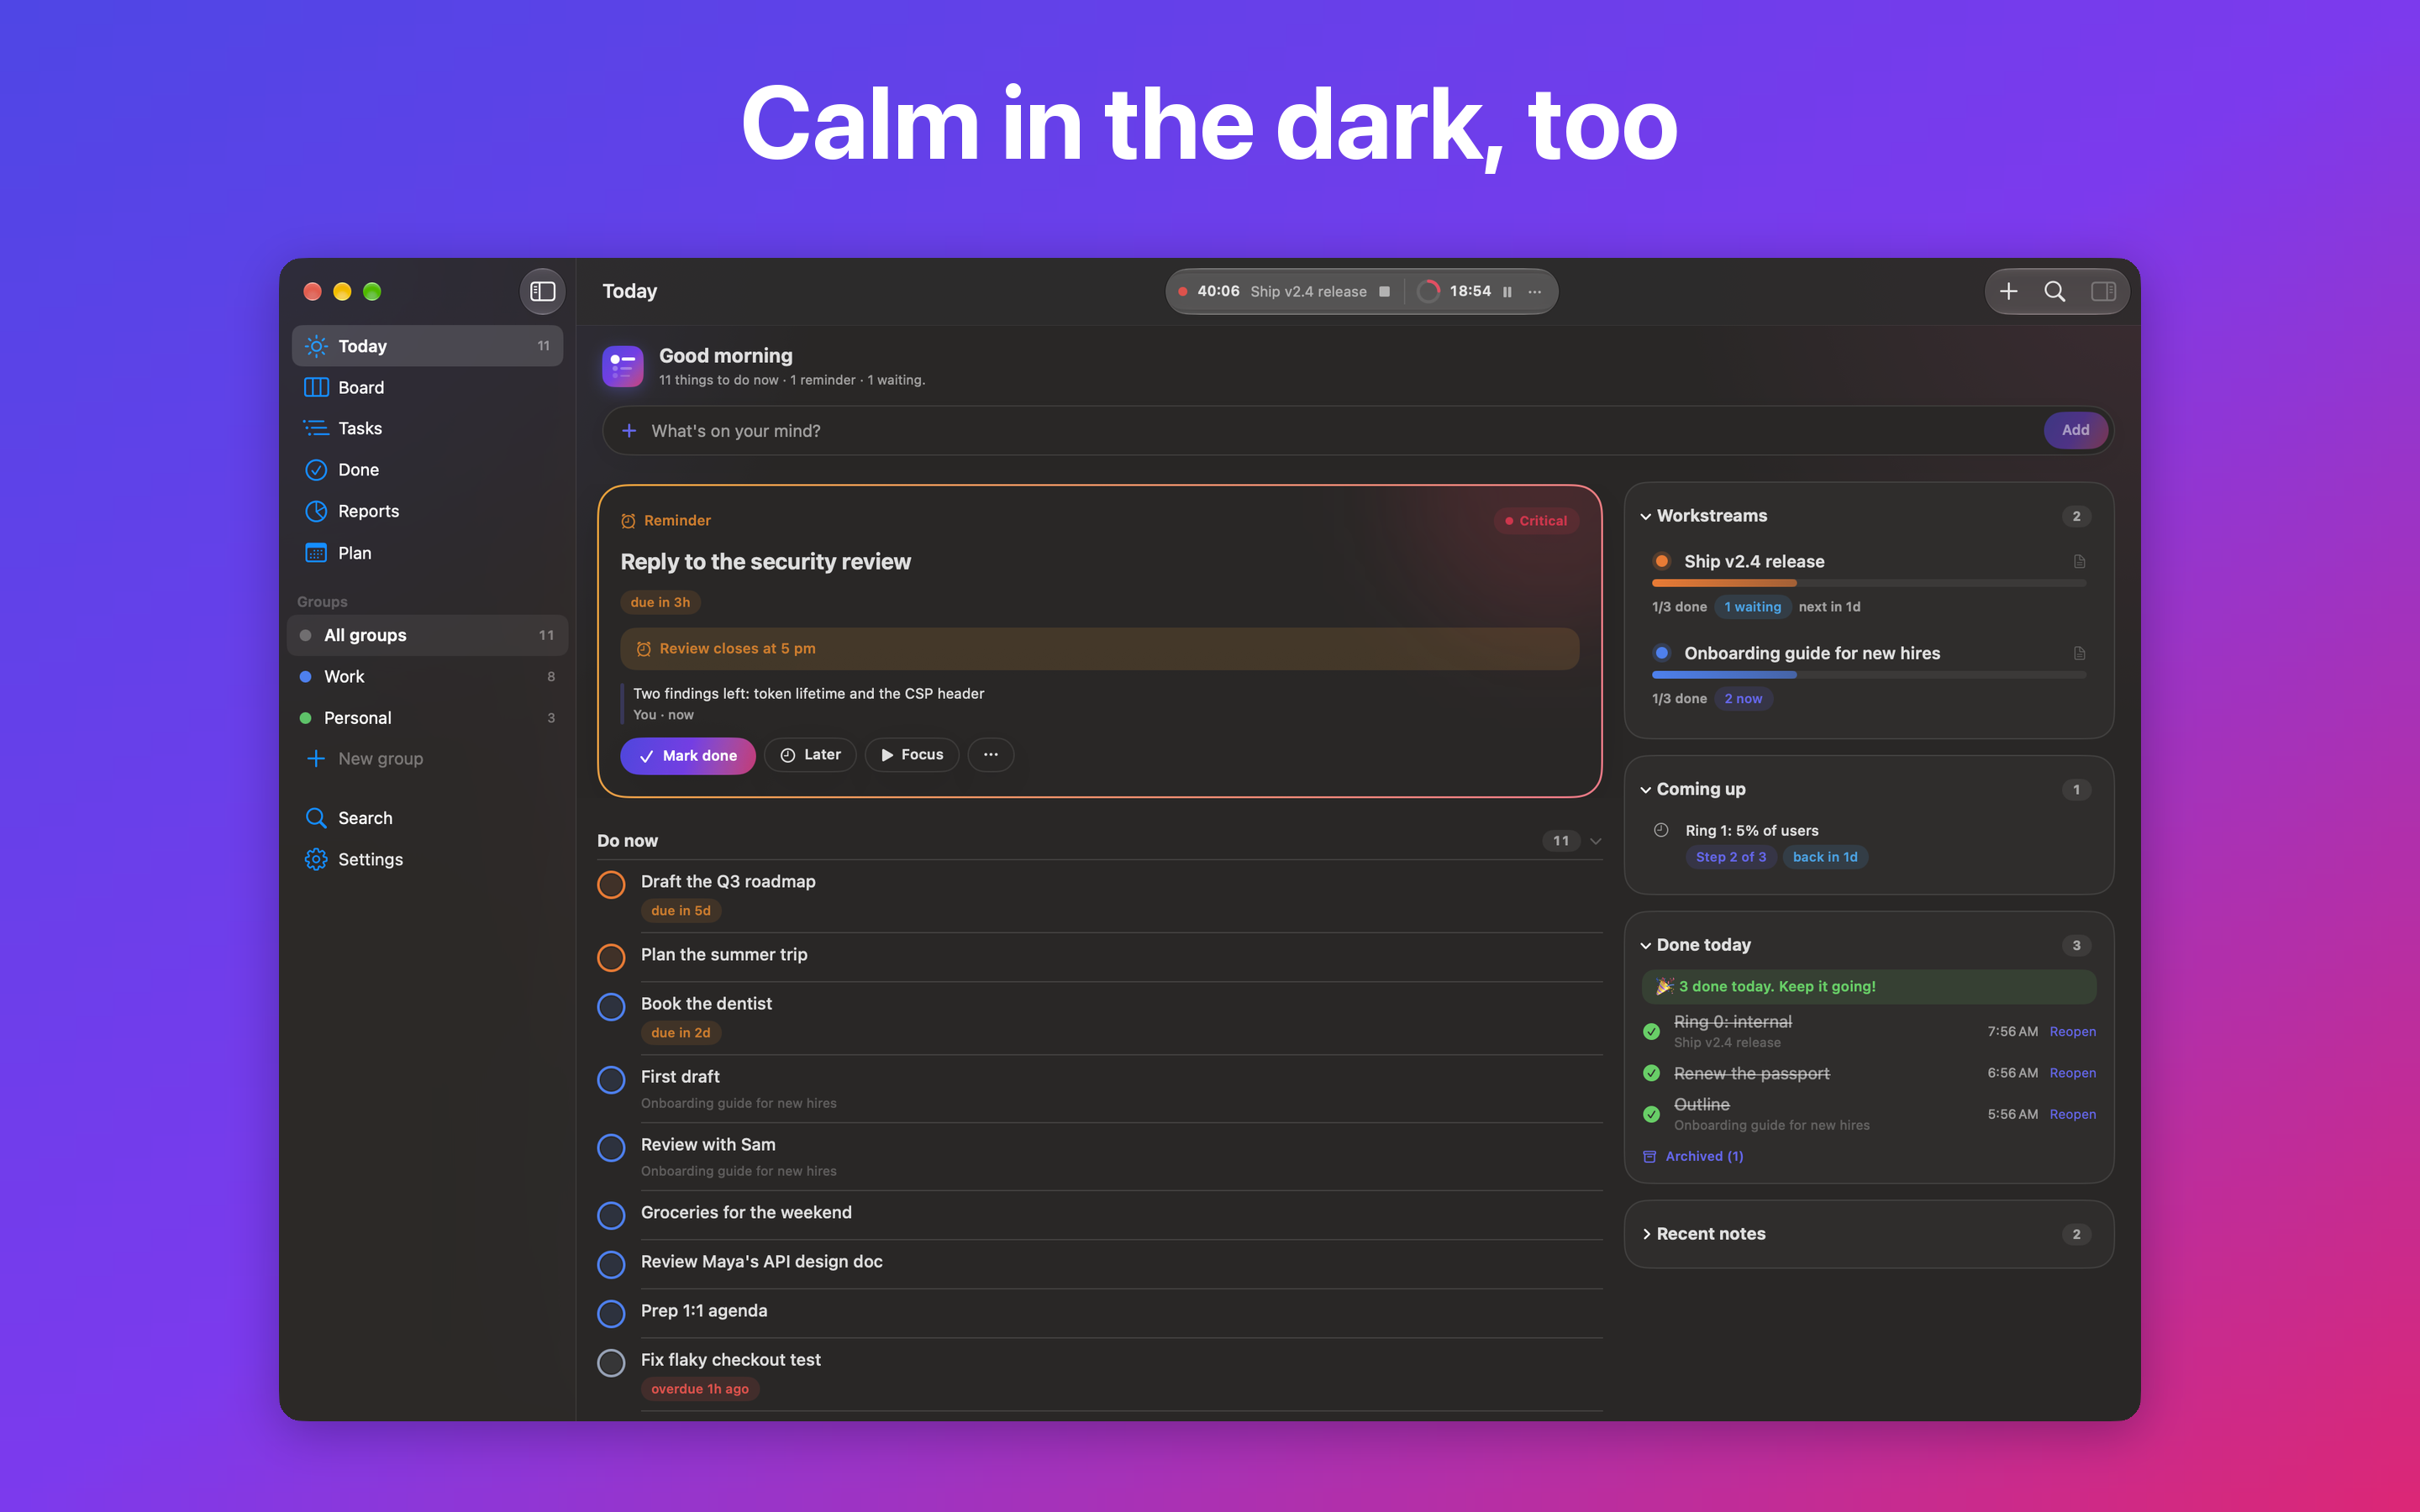 Calm in the dark, too
Today
40:06 Ship v2.4 release
18:54
Today 11
Board
Tasks
Done
Reports
Plan
Groups
All groups 11
Work 8
Personal 3
New group
Search
Settings
Good morning
11 things to do now · 1 reminder · 1 waiting.
What's on your mind?
Add
Reminder
Critical
Reply to the security review
due in 3h
Review closes at 5 pm
Two findings left: token lifetime and the CSP header
You · now
Mark done
Later
Focus
Do now 11
Draft the Q3 roadmap
due in 5d
Plan the summer trip
Book the dentist
due in 2d
First draft
Onboarding guide for new hires
Review with Sam
Onboarding guide for new hires
Groceries for the weekend
Review Maya's API design doc
Prep 1:1 agenda
Fix flaky checkout test
overdue 1h ago
Workstreams 2
Ship v2.4 release
1/3 done 1 waiting next in 1d
Onboarding guide for new hires
1/3 done 2 now
Coming up 1
Ring 1: 5% of users
Step 2 of 3 back in 1d
Done today 3
🎉 3 done today. Keep it going!
Ring 0: internal
Ship v2.4 release
7:56 AM Reopen
Renew the passport
6:56 AM Reopen
Outline
Onboarding guide for new hires
5:56 AM Reopen
Archived (1)
Recent notes 2